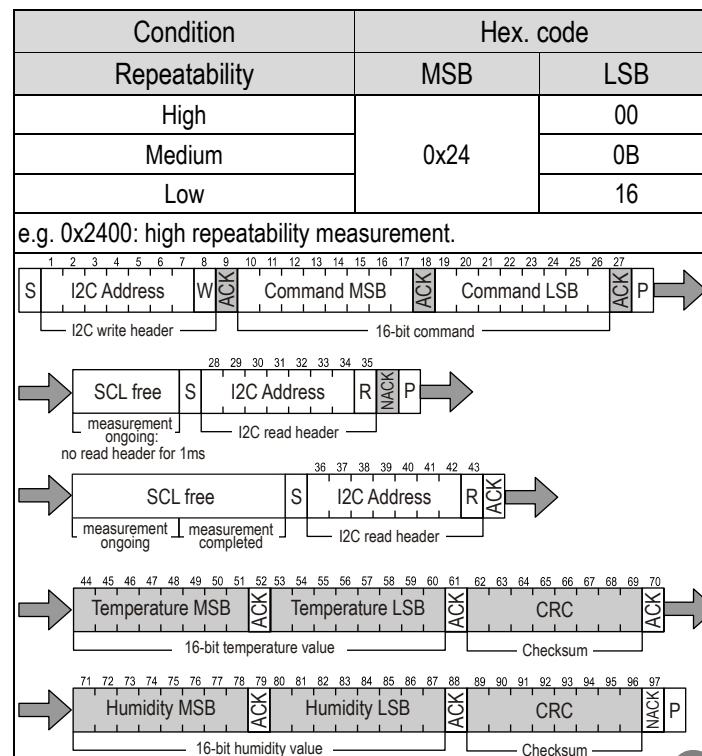 Condition Hex. code
Repeatability MSB LSB
High 00
Medium 0x24 0B
Low 16
e.g. 0x2400: high repeatability measurement.
1 2 3 4 5 6 7 8 9 10 11 12 13 14 15 16 17 18 19 20 21 22 23 24 25 26 27
S I2C Address W ACK Command MSB ACK Command LSB ACK P
I2C write header 16-bit command
28 29 30 31 32 33 34 35
SCL free S I2C Address R NACK P
measurement
ongoing:
no read header for 1ms
I2C read header
36 37 38 39 40 41 42 43
SCL free S I2C Address R ACK
measurement
ongoing
measurement
completed
I2C read header
44 45 46 47 48 49 50 51 52 53 54 55 56 57 58 59 60 61 62 63 64 65 66 67 68 69 70
Temperature MSB ACK Temperature LSB ACK CRC ACK
16-bit temperature value Checksum
71 72 73 74 75 76 77 78 79 80 81 82 83 84 85 86 87 88 89 90 91 92 93 94 95 96 97
Humidity MSB ACK Humidity LSB ACK CRC NACK P
16-bit humidity value Checksum